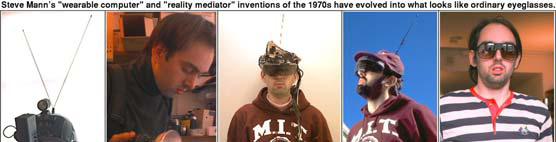 Steve Mann's "wearable computer" and "reality mediator" inventions of the 1970s have evolved into what looks like ordinary eyeglasses.
M.I.T.
M.I.T.